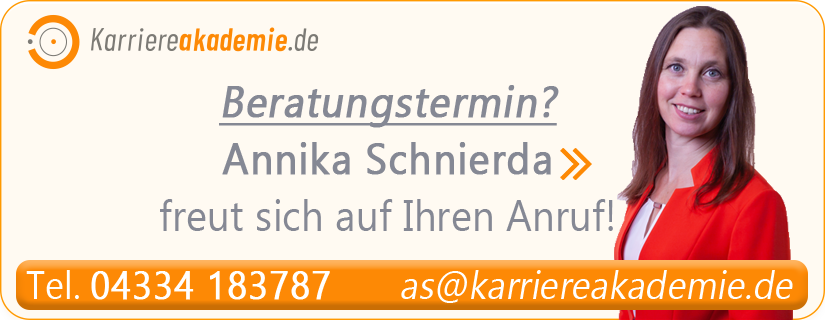 Karriereakademie.de
Beratungstermin?
Annika Schnierda
freut sich auf Ihren Anruf!
Tel. 04334 183787 as@karriereakademie.de